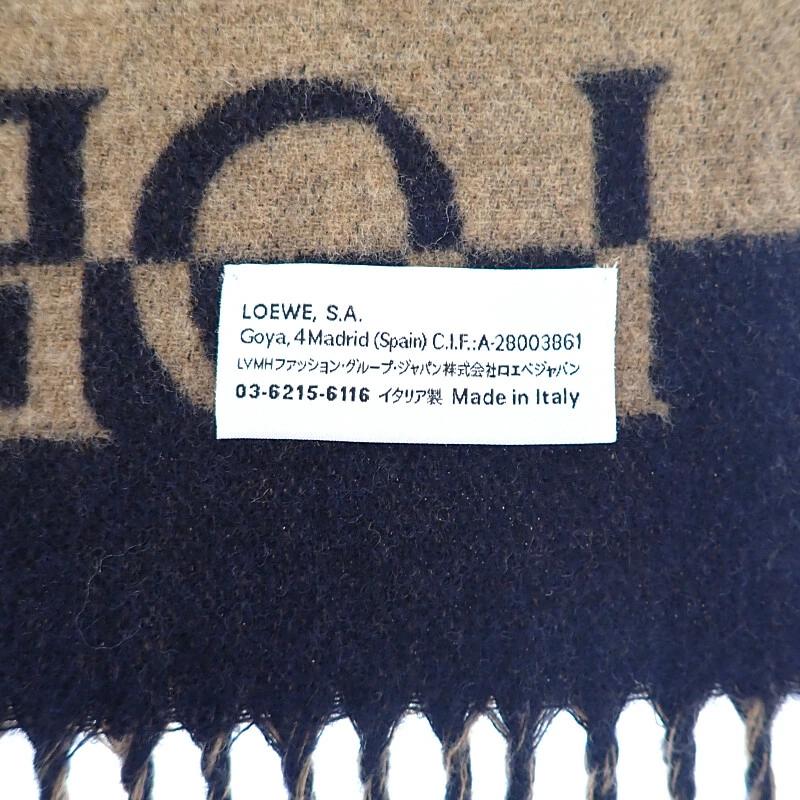 LOEWE, S.A.
Goya, 4 Madrid (Spain) C.I.F.:A-28003861
LVMHファッション・グループ・ジャパン株式会社ロエベジャパン
03-6215-6116 イタリア製 Made in Italy